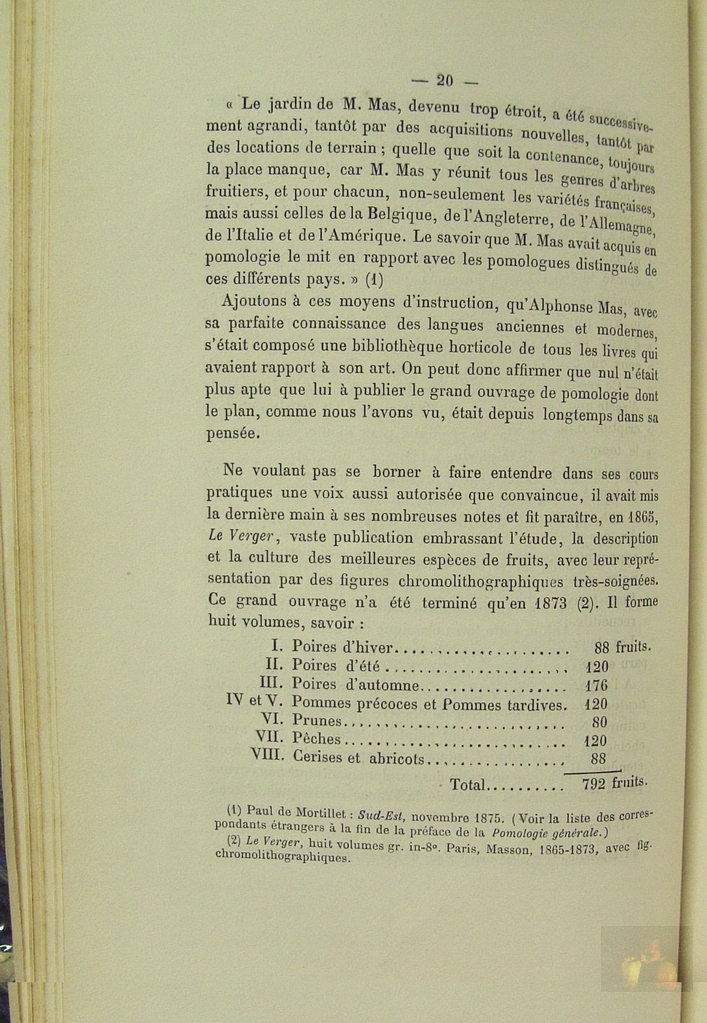 — 20 —
« Le jardin de M. Mas, devenu trop étroit, a été successive-
ment agrandi, tantôt par des acquisitions nouvelles, tantôt par
des locations de terrain ; quelle que soit la contenance, toujours
la place manque, car M. Mas y réunit tous les genres d'arbres
fruitiers, et pour chacun, non-seulement les variétés françaises,
mais aussi celles de la Belgique, de l'Angleterre, de l'Allemagne,
de l'Italie et de l'Amérique. Le savoir que M. Mas avait acquis en
pomologie le mit en rapport avec les pomologues distingués de
ces différents pays. » (1)
Ajoutons à ces moyens d'instruction, qu'Alphonse Mas, avec
sa parfaite connaissance des langues anciennes et modernes,
s'était composé une bibliothèque horticole de tous les livres qui
avaient rapport à son art. On peut donc affirmer que nul n'était
plus apte que lui à publier le grand ouvrage de pomologie dont
le plan, comme nous l'avons vu, était depuis longtemps dans sa
pensée.
Ne voulant pas se borner à faire entendre dans ses cours
pratiques une voix aussi autorisée que convaincue, il avait mis
la dernière main à ses nombreuses notes et fit paraître, en 1865,
Le Verger, vaste publication embrassant l'étude, la description
et la culture des meilleures espèces de fruits, avec leur repré-
sentation par des figures chromolithographiques très-soignées.
Ce grand ouvrage n'a été terminé qu'en 1873 (2). Il forme
huit volumes, savoir :
I. Poires d'hiver...................... 88 fruits.
II. Poires d'été ...................... 120
III. Poires d'automne.................. 176
IV et V. Pommes précoces et Pommes tardives. 120
VI. Prunes........................... 80
VII. Pêches........................... 120
VIII. Cerises et abricots................. 88
Total.......... 792 fruits.
(1) Paul de Mortillet : Sud-Est, novembre 1875. (Voir la liste des corres-
pondants étrangers à la fin de la préface de la Pomologie générale.)
(2) Le Verger, huit volumes gr. in-8º. Paris, Masson, 1865-1873, avec fig.
chromolithographiques.